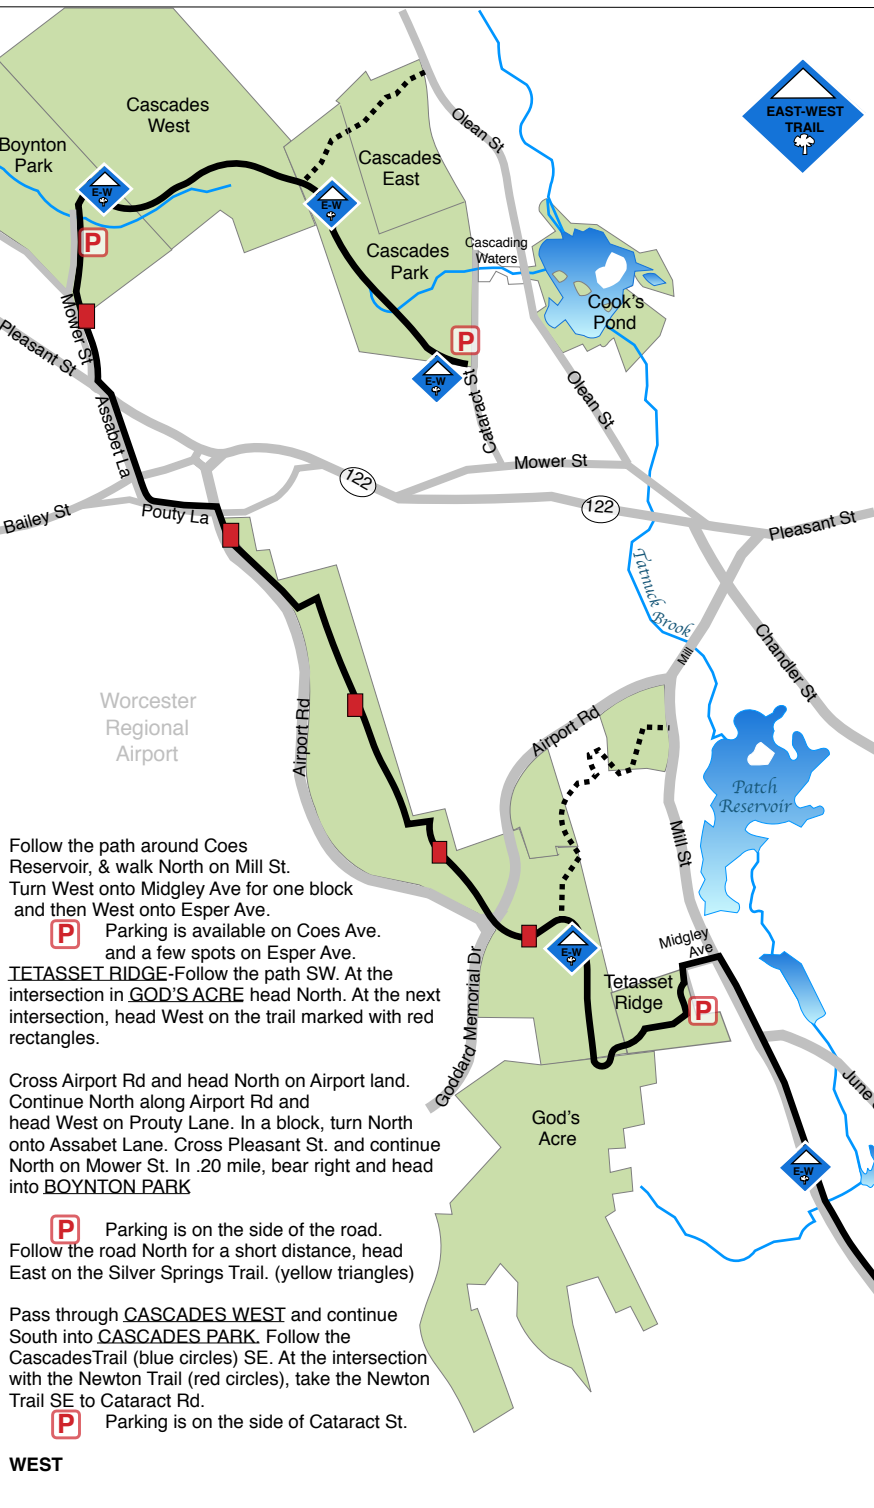 Cascades
West
Boynton
Park
Cascades
East
Olean St
EAST-WEST
TRAIL
E-W
E-W
Cascades
Park
Cascading
Waters
Cook's
Pond
P
Mower St
Pleasant St
P
E-W
Cataract St
Olean St
Assabet La
Mower St
122
122
Bailey St
Pouty La
Pleasant St
Tatnuck Brook
Mill
Chandler St
Worcester
Regional
Airport
Airport Rd
Airport Rd
Patch
Reservoir
Mill St
Midgley
Ave
E-W
Tetasset
Ridge
P
Goddard Memorial Dr
God's
Acre
June
E-W
Follow the path around Coes
Reservoir, & walk North on Mill St.
Turn West onto Midgley Ave for one block
and then West onto Esper Ave.
P Parking is available on Coes Ave.
and a few spots on Esper Ave.
TETASSET RIDGE-Follow the path SW. At the
intersection in GOD'S ACRE head North. At the next
intersection, head West on the trail marked with red
rectangles.
Cross Airport Rd and head North on Airport land.
Continue North along Airport Rd and
head West on Prouty Lane. In a block, turn North
onto Assabet Lane. Cross Pleasant St. and continue
North on Mower St. In .20 mile, bear right and head
into BOYNTON PARK
P Parking is on the side of the road.
Follow the road North for a short distance, head
East on the Silver Springs Trail. (yellow triangles)
Pass through CASCADES WEST and continue
South into CASCADES PARK. Follow the
CascadesTrail (blue circles) SE. At the intersection
with the Newton Trail (red circles), take the Newton
Trail SE to Cataract Rd.
P Parking is on the side of Cataract St.
WEST